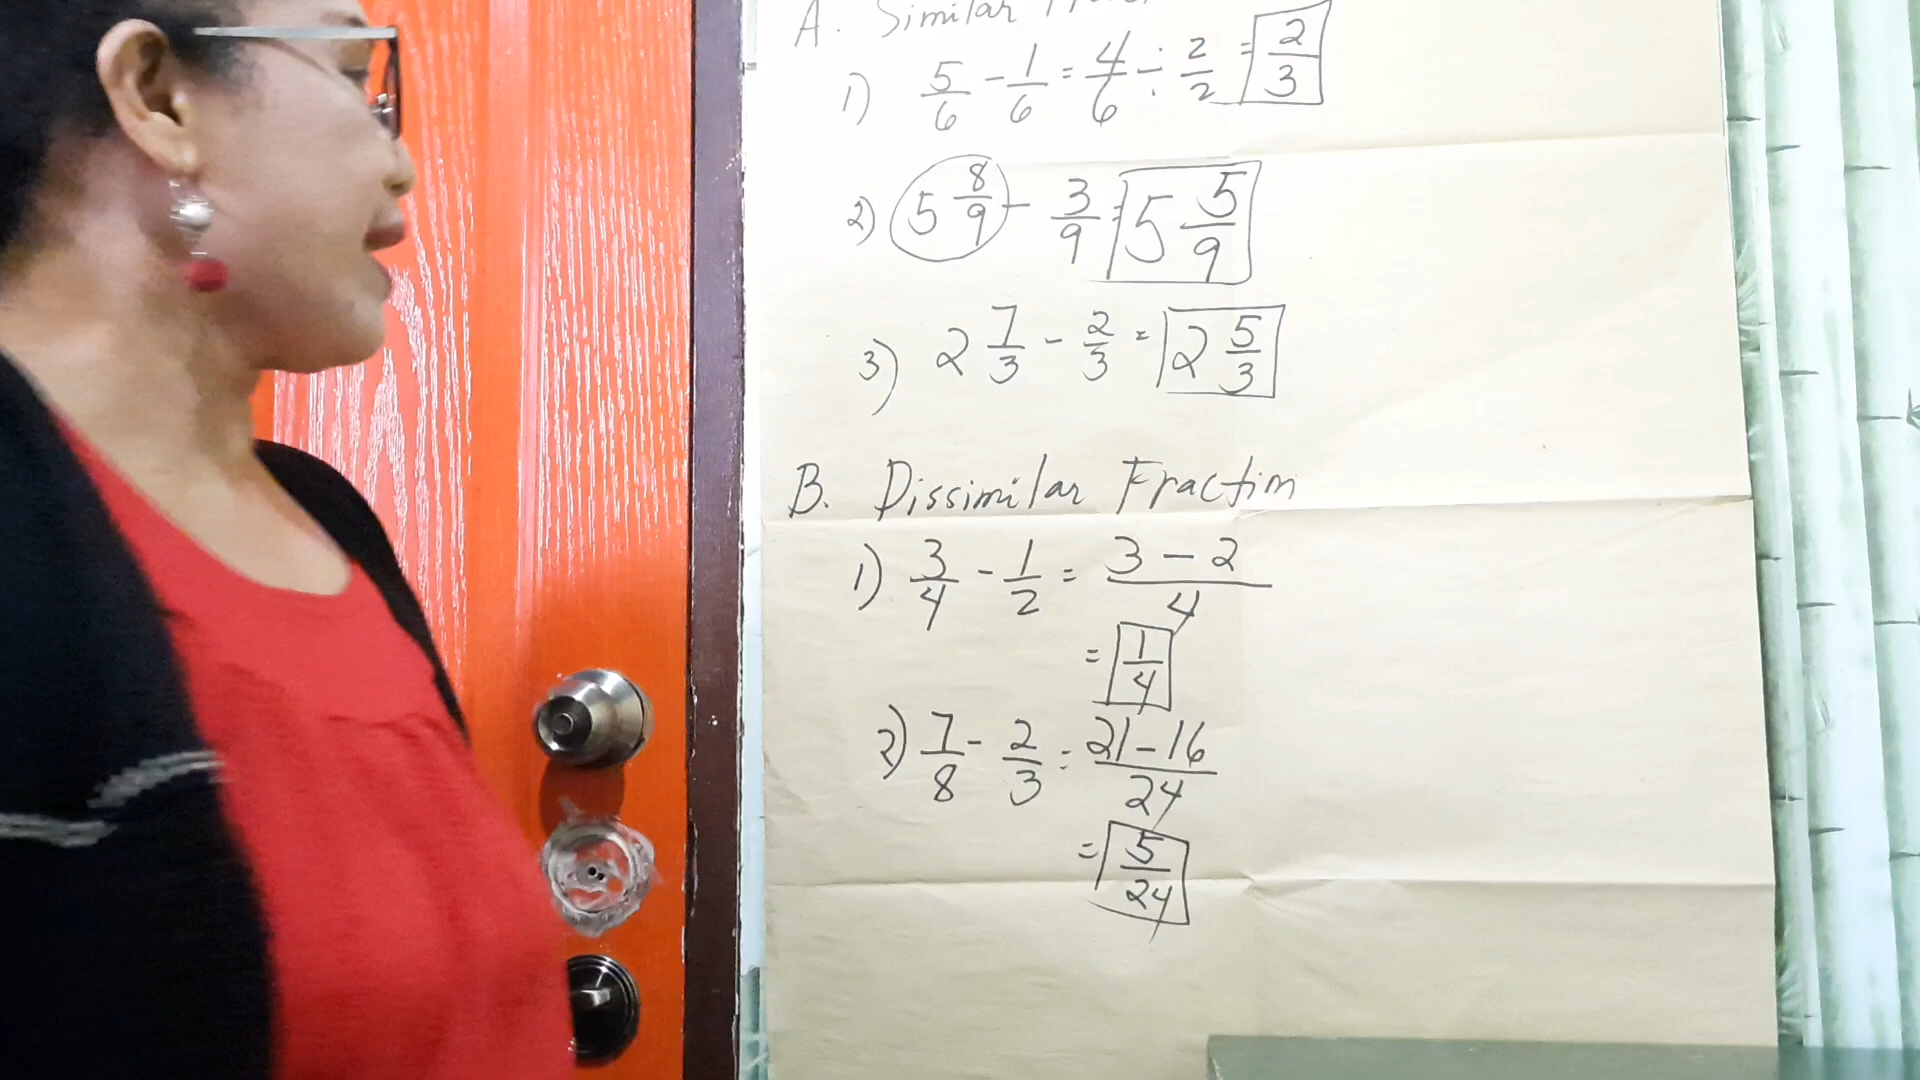 A. Similar
1) 5/6 - 1/6 = 4/6 ÷ 2/2 = 2/3
2) 5 8/9 - 3/9 = 5 5/9
3) 2 7/3 - 2/3 = 2 5/3
B. Dissimilar Fraction
1) 3/4 - 1/2 = 3 - 2/4
= 1/4
2) 7/8 - 2/3 = 21 - 16/24
= 5/24